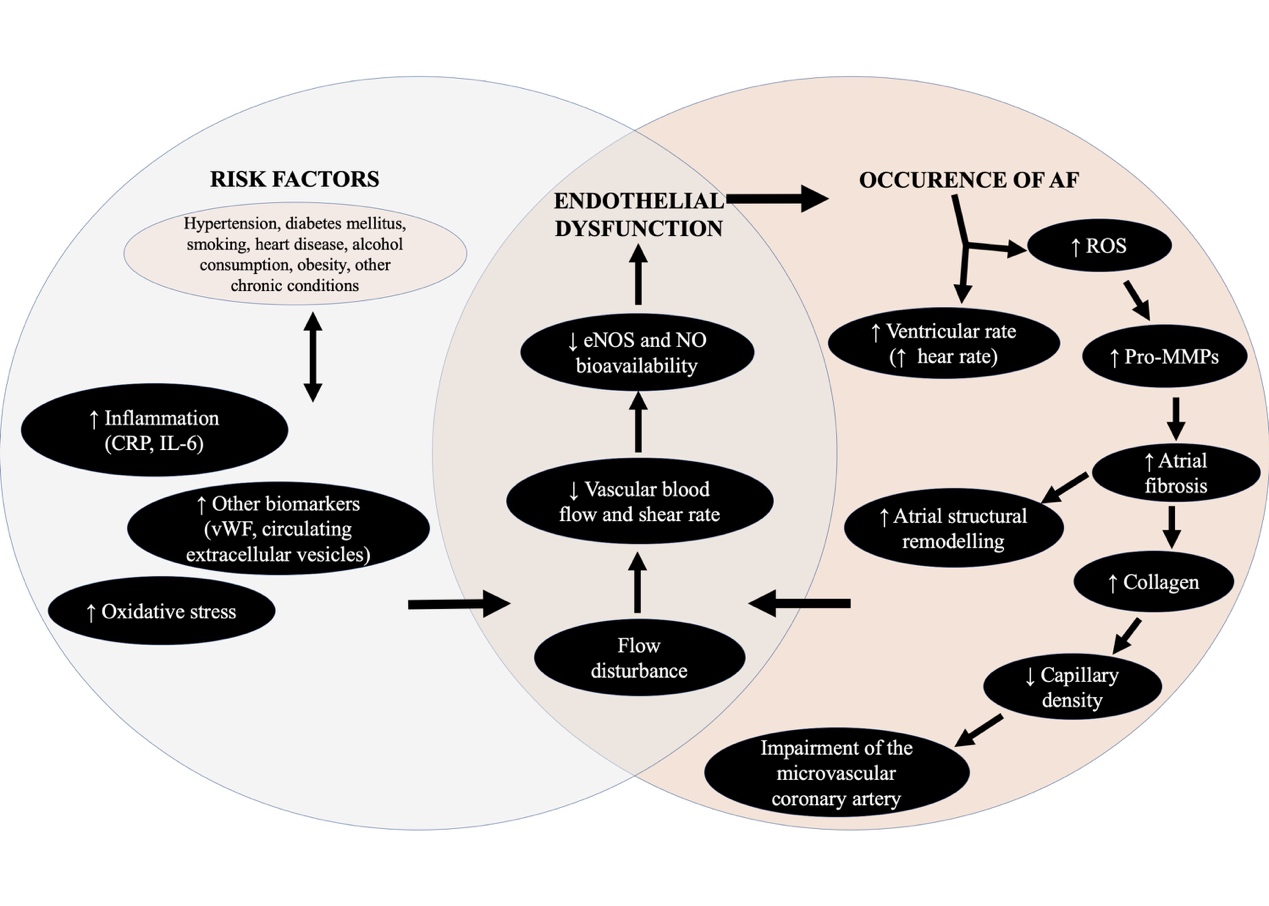 RISK FACTORS
Hypertension, diabetes mellitus,
smoking, heart disease, alcohol
consumption, obesity, other
chronic conditions
↑ Inflammation
(CRP, IL-6)
↑ Other biomarkers
(vWF, circulating
extracellular vesicles)
↑ Oxidative stress
ENDOTHELIAL
DYSFUNCTION
↓ eNOS and NO
bioavailability
↓ Vascular blood
flow and shear rate
Flow
disturbance
OCCURENCE OF AF
↑ ROS
↑ Ventricular rate
(↑ hear rate)
↑ Pro-MMPs
↑ Atrial
fibrosis
↑ Atrial structural
remodelling
↑ Collagen
↓ Capillary
density
Impairment of the
microvascular
coronary artery